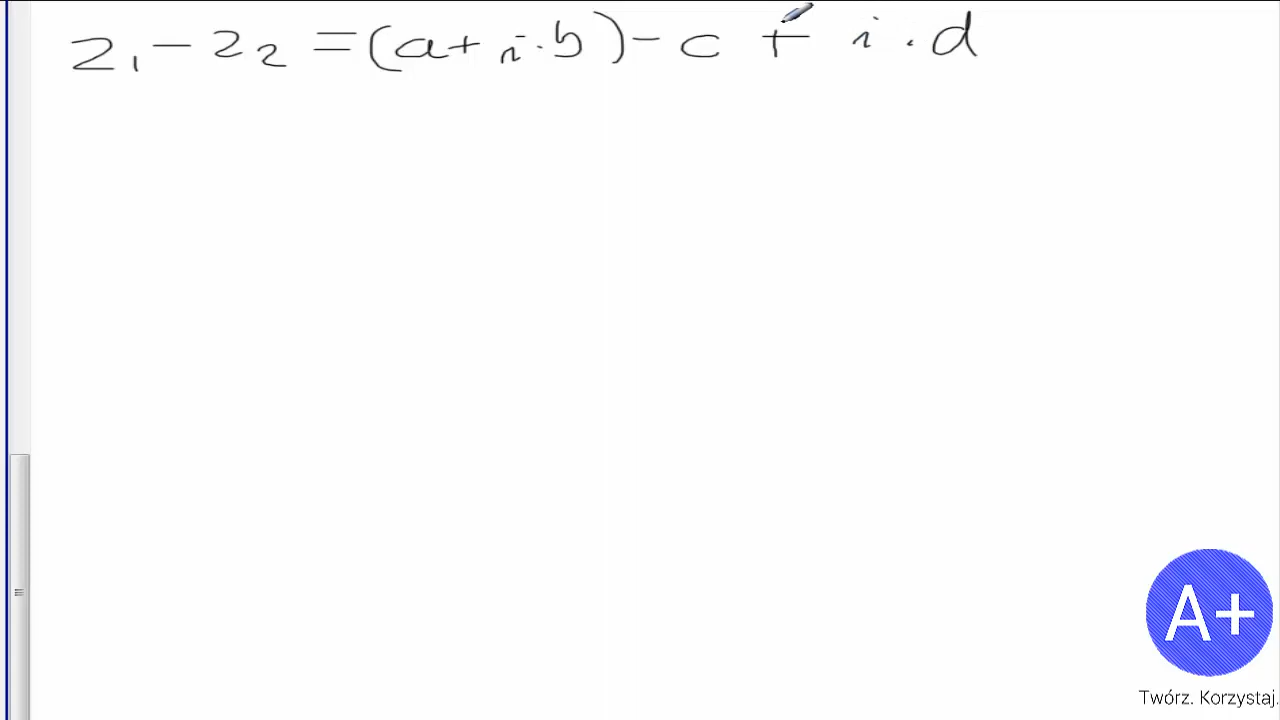 z₁ - z₂ = (a + i · b) - c + i · d
A+
Twórz. Korzystaj.